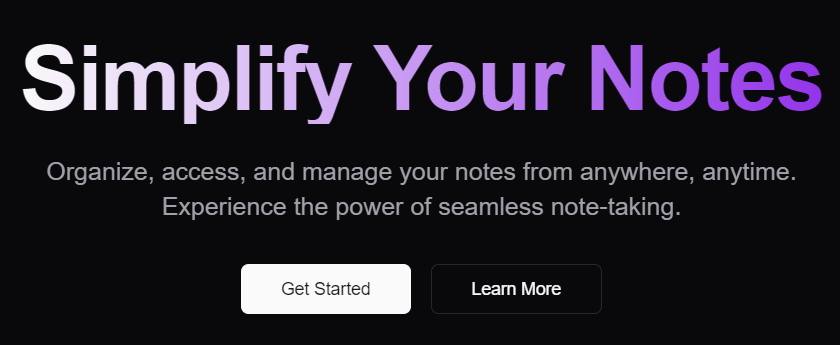 Simplify Your Notes
Organize, access, and manage your notes from anywhere, anytime.
Experience the power of seamless note-taking.
Get Started
Learn More